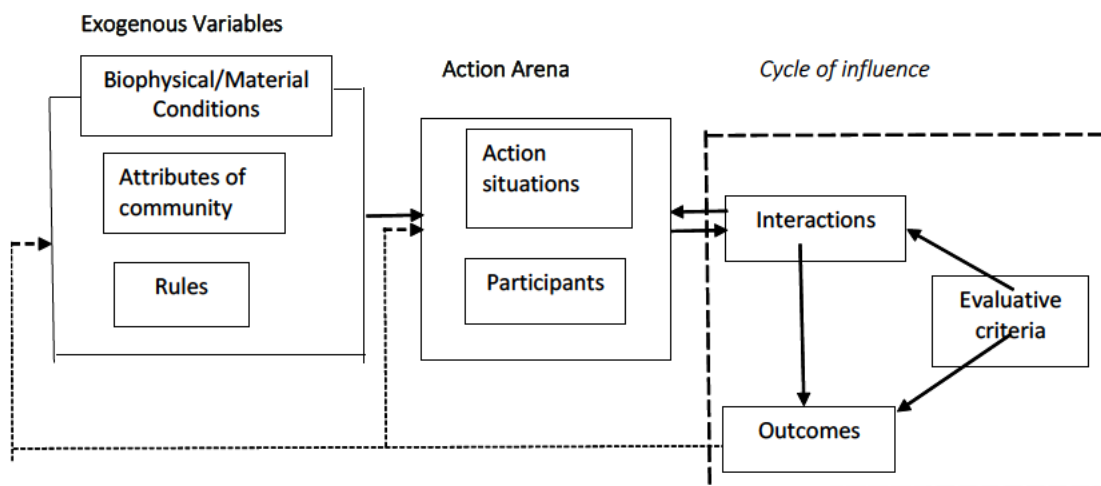 Exogenous Variables
Biophysical/Material
Conditions
Attributes of
community
Rules
Action Arena
Action
situations
Participants
Cycle of influence
Interactions
Evaluative
criteria
Outcomes